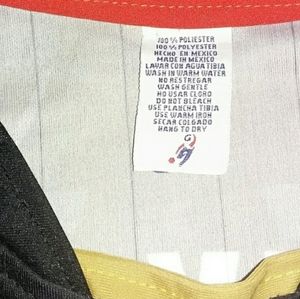 100 % POLIESTER
100 % POLYESTER
HECHO EN MEXICO
MADE IN MEXICO
LAVAR CON AGUA TIBIA
WASH IN WARM WATER
NO RESTREGAR
WASH GENTLE
NO USAR CLORO
DO NOT BLEACH
USE PLANCHA TIBIA
USE WARM IRON
SECAR COLGADO
HANG TO DRY